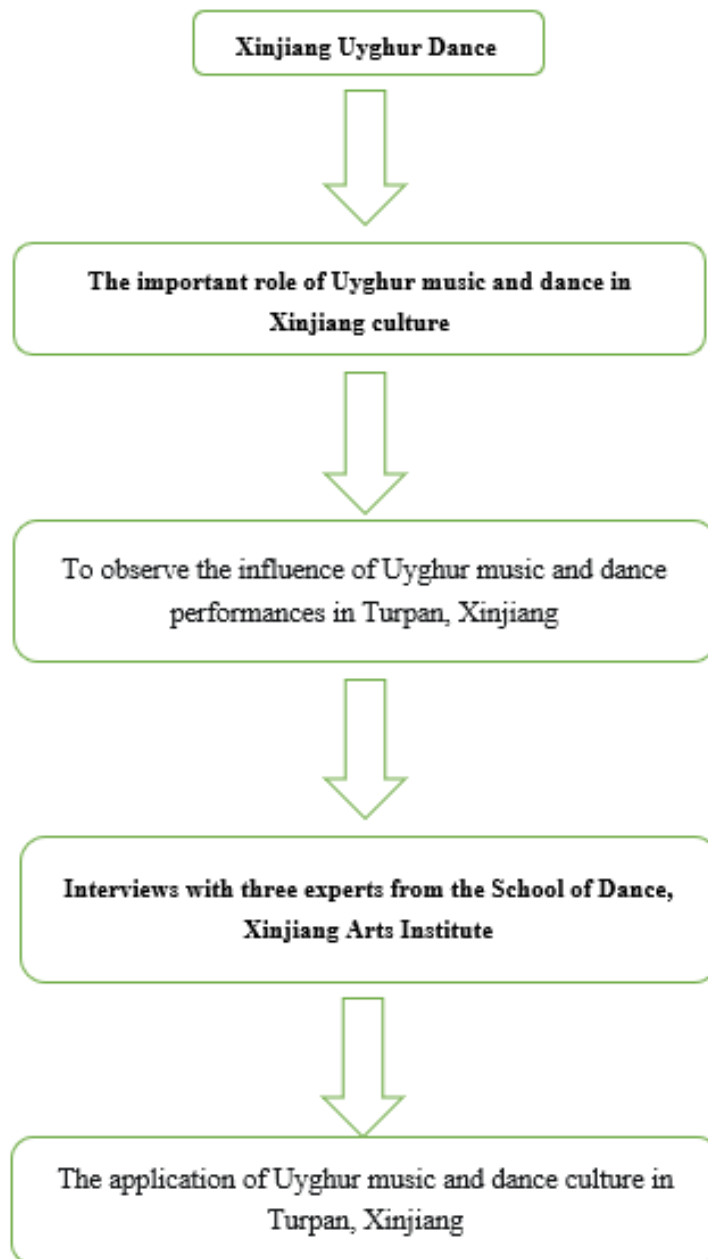 Xinjiang Uyghur Dance
The important role of Uyghur music and dance in
Xinjiang culture
To observe the influence of Uyghur music and dance
performances in Turpan, Xinjiang
Interviews with three experts from the School of Dance,
Xinjiang Arts Institute
The application of Uyghur music and dance culture in
Turpan, Xinjiang